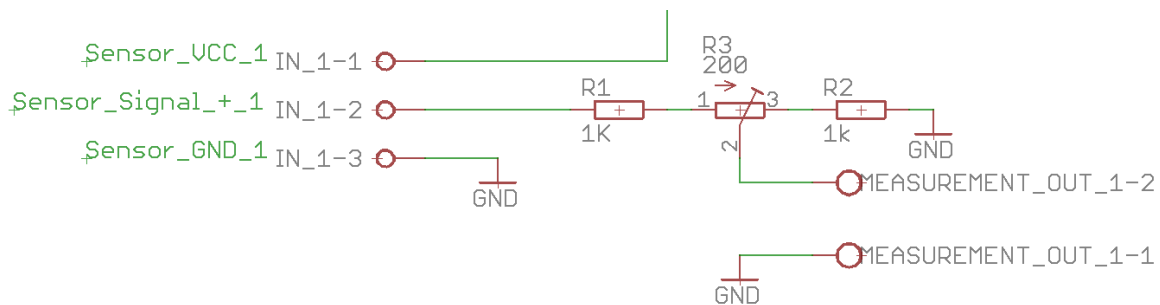 Sensor_VCC_1 IN_1-1
Sensor_Signal_+_1 IN_1-2
Sensor_GND_1 IN_1-3
GND
R1
1K
R3
200
1 3
2
R2
1k
GND
MEASUREMENT_OUT_1-2
MEASUREMENT_OUT_1-1
GND